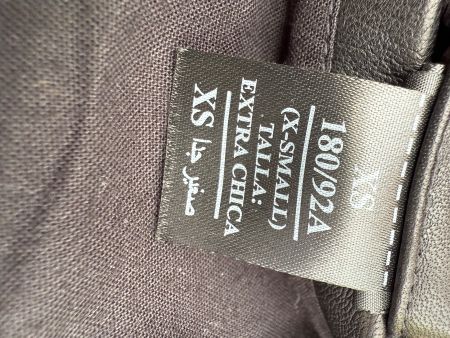 XS
180/92A
(X-SMALL)
TALLA:
EXTRA CHICA
XS صغير جدا